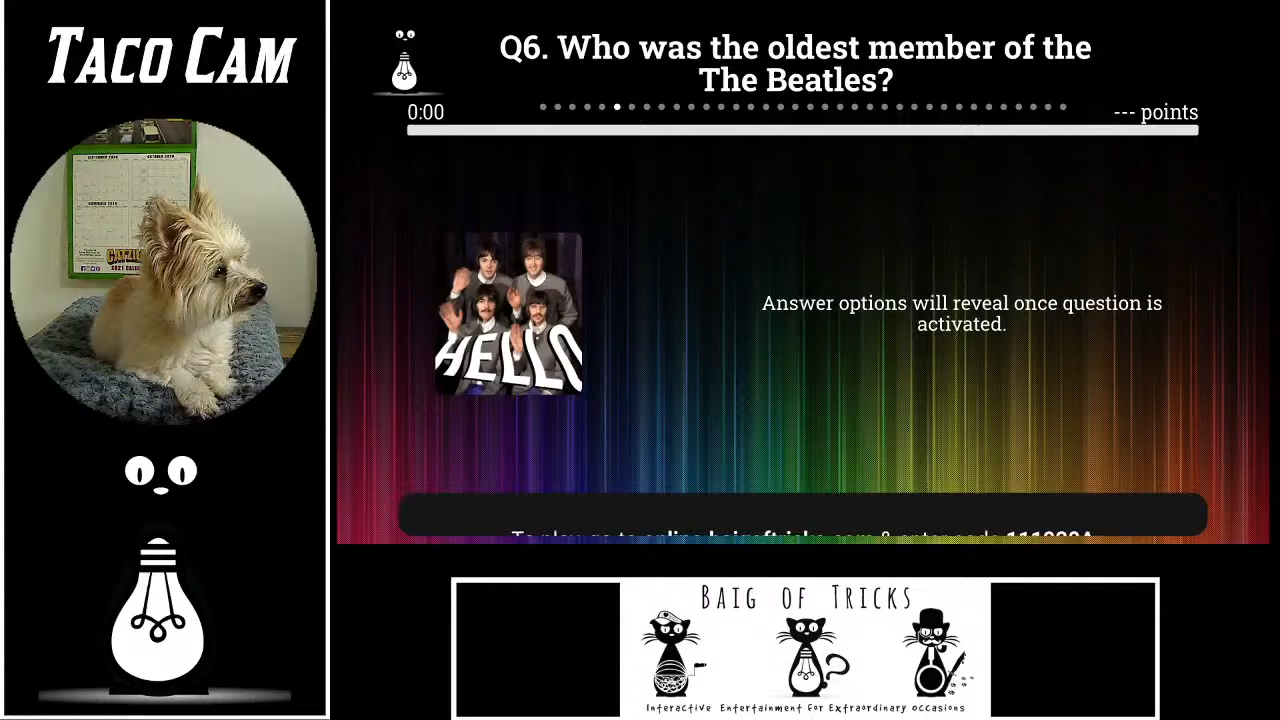 TACO CAM
Q6. Who was the oldest member of the
The Beatles?
0:00
--- points
HELLO
Answer options will reveal once question is
activated.
2021
BAIG OF TRICKS
Interactive Entertainment for Extraordinary occasions